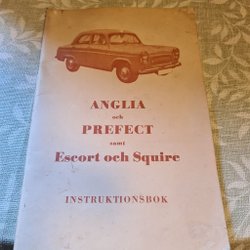 ANGLIA
och
PREFECT
samt
Escort och Squire
INSTRUKTIONSBOK